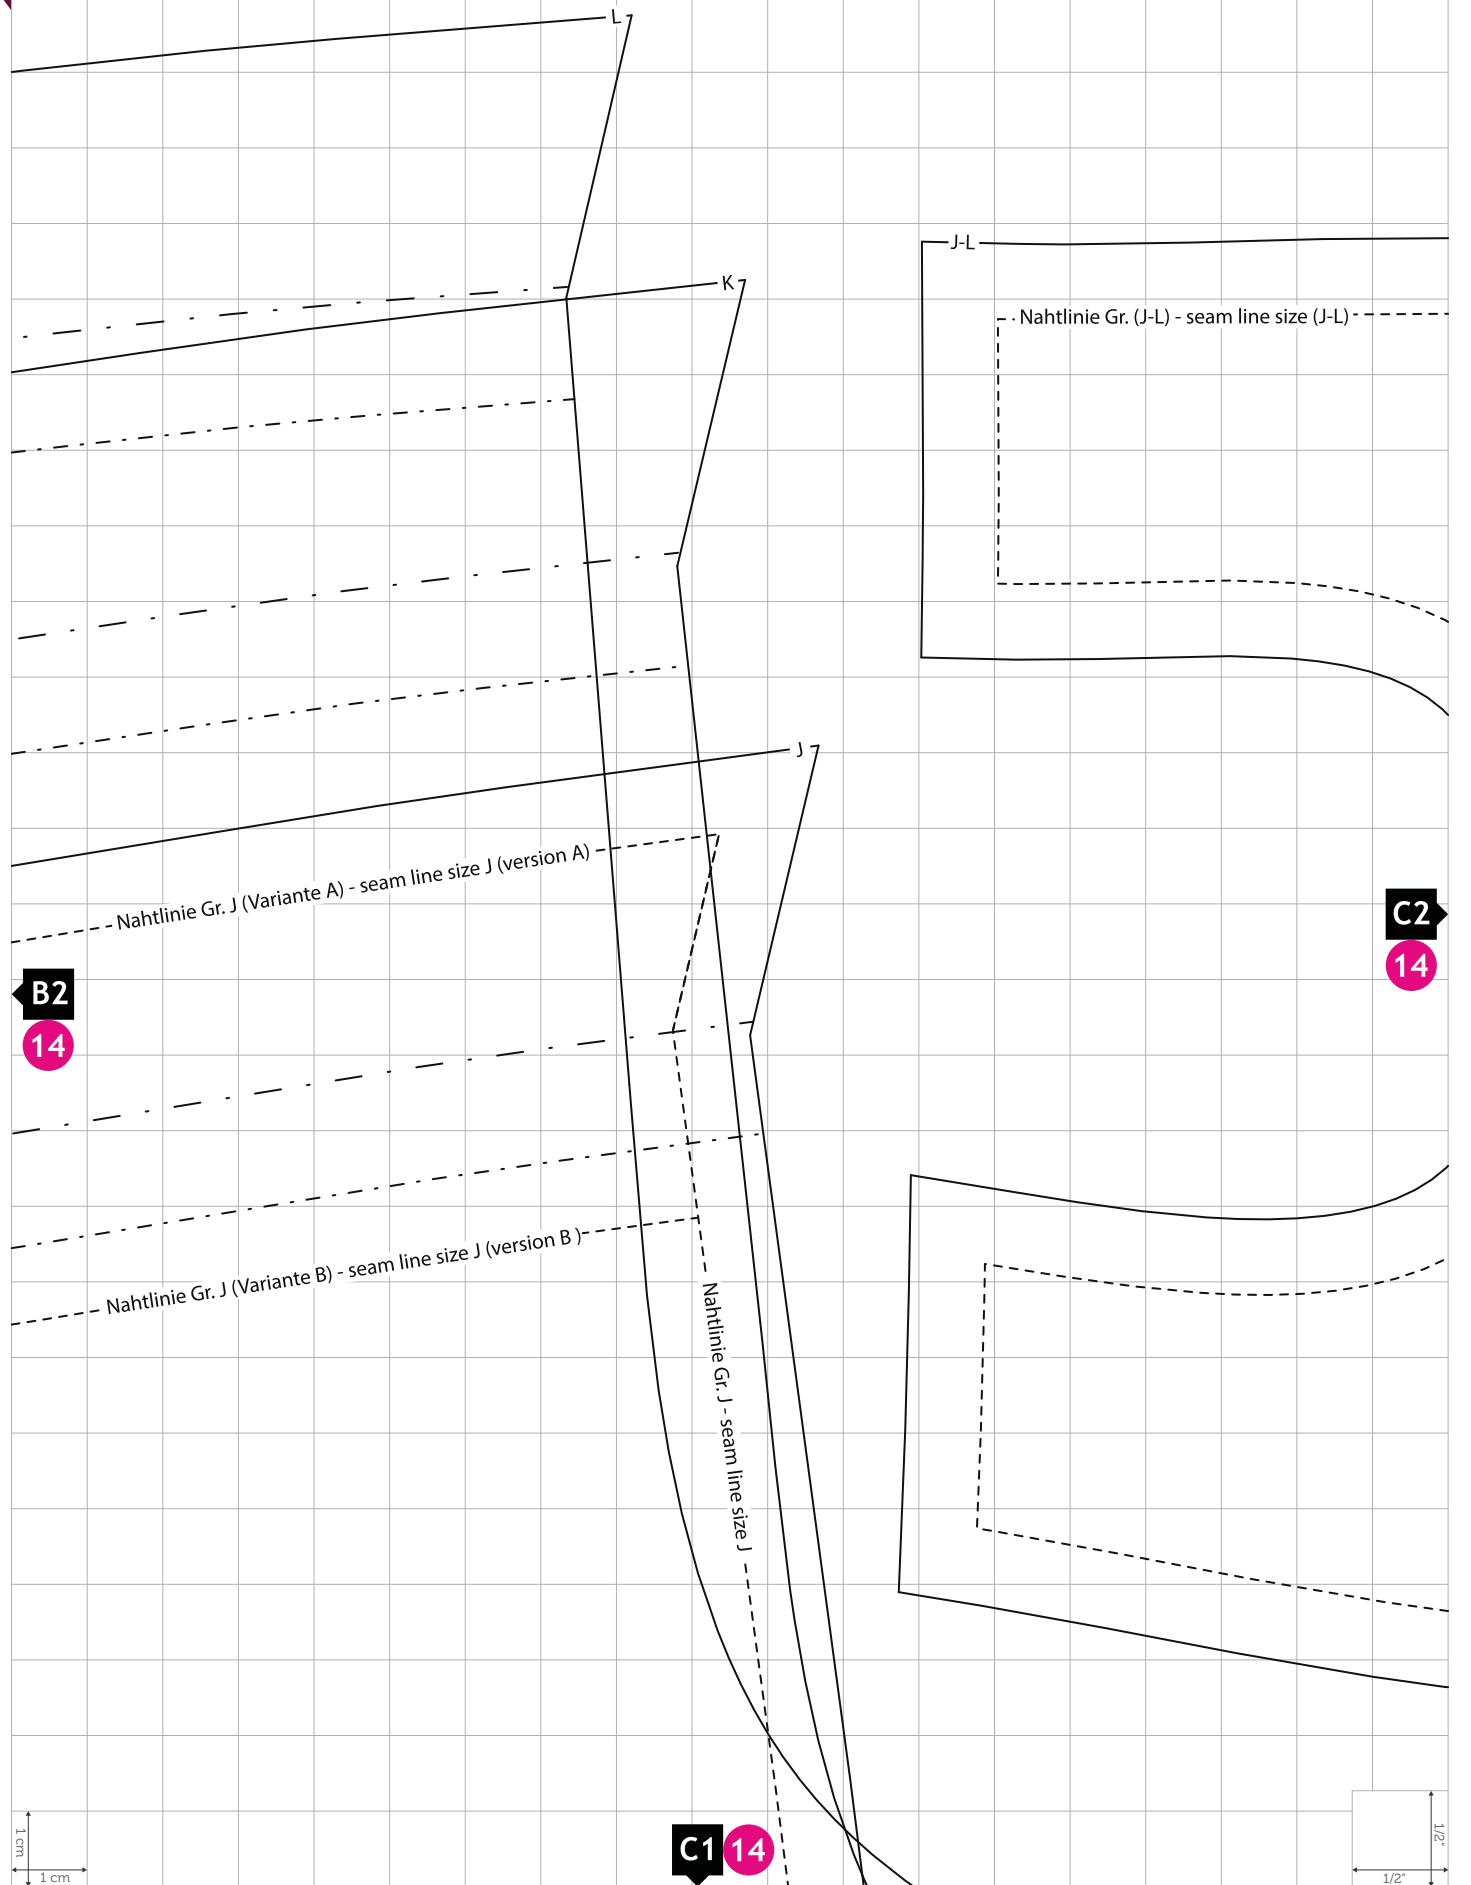 L
J-L
K
Nahtlinie Gr. (J-L) - seam line size (J-L)
J
Nahtlinie Gr. J (Variante A) - seam line size J (version A)
C2
14
B2
14
Nahtlinie Gr. J (Variante B) - seam line size J (version B )
Nahtlinie Gr. J - seam line size J
1 cm
1 cm
C1 14
1/2"
1/2"